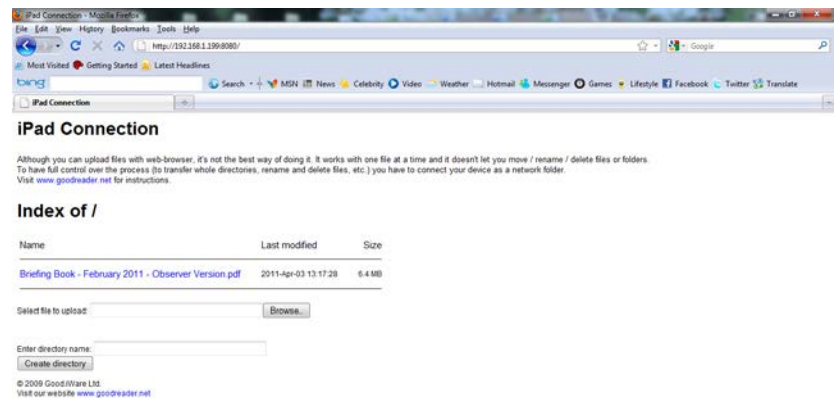 iPad Connection - Mozilla Firefox
File Edit View History Bookmarks Tools Help
http://192.168.1.199:8080/
Google
Most Visited Getting Started Latest Headlines
bing Search MSN News Celebrity Video Weather Hotmail Messenger Games Lifestyle Facebook Twitter Translate
iPad Connection
iPad Connection
Although you can upload files with web-browser, it's not the best way of doing it. It works with one file at a time and it doesn't let you move / rename / delete files or folders.
To have full control over the process (to transfer whole directories, rename and delete files, etc.) you have to connect your device as a network folder.
Visit www.goodreader.net for instructions.
Index of /
Name Last modified Size
Briefing Book - February 2011 - Observer Version.pdf 2011-Apr-03 13:17:28 6.4 MB
Select file to upload: Browse..
Enter directory name:
Create directory
© 2009 Good.iWare Ltd.
Visit our website www.goodreader.net